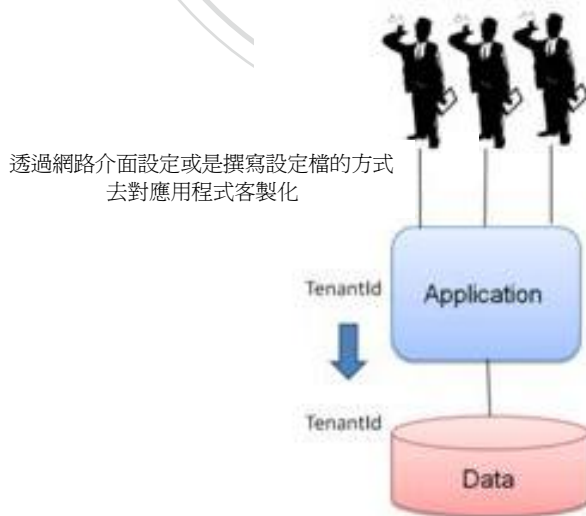 透過網路介面設定或是撰寫設定檔的方式
去對應用程式客製化
TenantId
Application
TenantId
Data